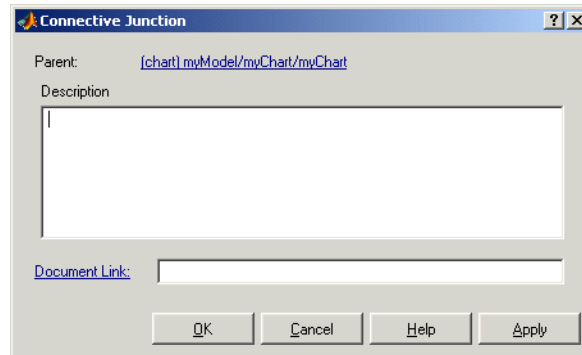 Connective Junction
Parent: (chart) myModel/myChart/myChart
Description
Document Link:
OK Cancel Help Apply